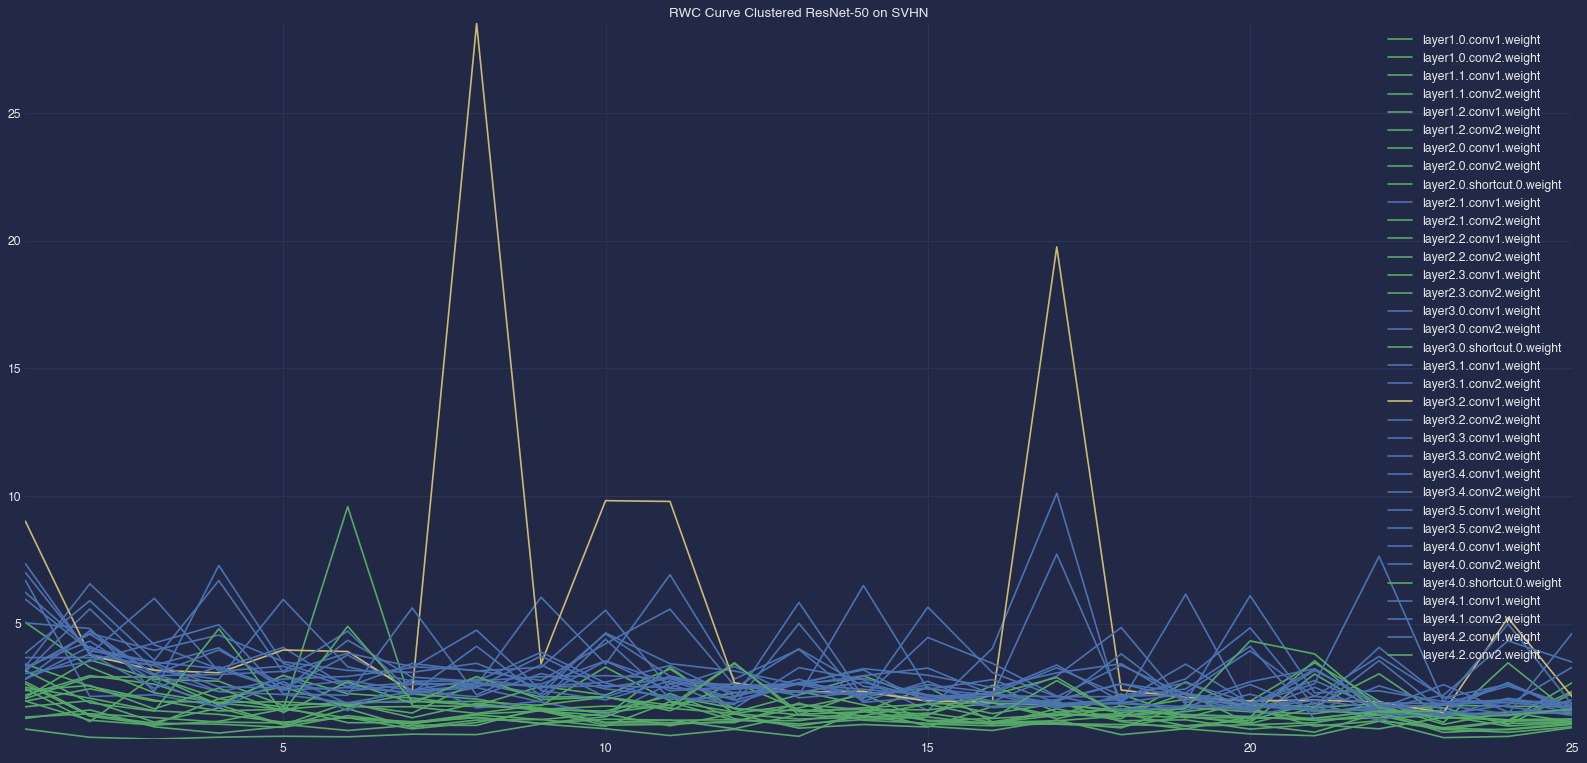 RWC Curve Clustered ResNet-50 on SVHN
layer1.0.conv1.weight
layer1.0.conv2.weight
layer1.1.conv1.weight
layer1.1.conv2.weight
layer1.2.conv1.weight
layer1.2.conv2.weight
layer2.0.conv1.weight
layer2.0.conv2.weight
layer2.0.shortcut.0.weight
layer2.1.conv1.weight
layer2.1.conv2.weight
layer2.2.conv1.weight
layer2.2.conv2.weight
layer2.3.conv1.weight
layer2.3.conv2.weight
layer3.0.conv1.weight
layer3.0.conv2.weight
layer3.0.shortcut.0.weight
layer3.1.conv1.weight
layer3.1.conv2.weight
layer3.2.conv1.weight
layer3.2.conv2.weight
layer3.3.conv1.weight
layer3.3.conv2.weight
layer3.4.conv1.weight
layer3.4.conv2.weight
layer3.5.conv1.weight
layer3.5.conv2.weight
layer4.0.conv1.weight
layer4.0.conv2.weight
layer4.0.shortcut.0.weight
layer4.1.conv1.weight
layer4.1.conv2.weight
layer4.2.conv1.weight
layer4.2.conv2.weight
25
20
15
10
5
5
10
15
20
25